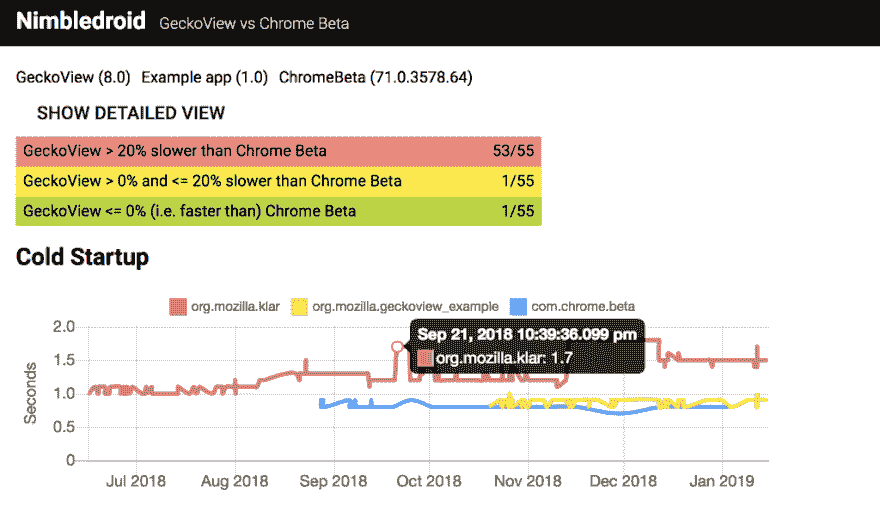 Nimbledroid GeckoView vs Chrome Beta
GeckoView (8.0) Example app (1.0) ChromeBeta (71.0.3578.64)
SHOW DETAILED VIEW
GeckoView > 20% slower than Chrome Beta 53/55
GeckoView > 0% and <= 20% slower than Chrome Beta 1/55
GeckoView <= 0% (i.e. faster than) Chrome Beta 1/55
Cold Startup
org.mozilla.klar org.mozilla.geckoview_example com.chrome.beta
2.0
Sep 21, 2018 10:39:36.099 pm
org.mozilla.klar: 1.7
1.5
1.0
0.5
0
Seconds
Jul 2018 Aug 2018 Sep 2018 Oct 2018 Nov 2018 Dec 2018 Jan 2019